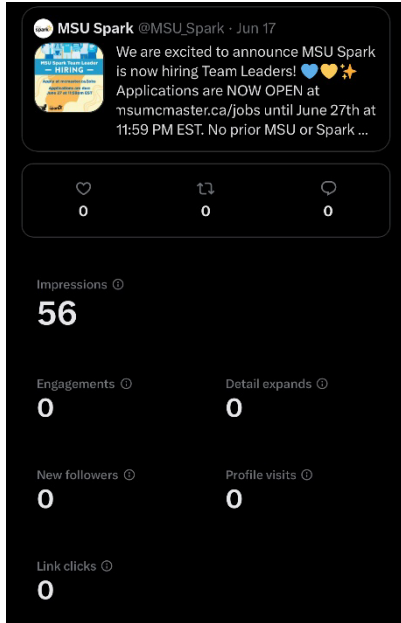 MSU Spark @MSU_Spark · Jun 17
We are excited to announce MSU Spark
is now hiring Team Leaders! 💙💛✨
Applications are NOW OPEN at
msumcmaster.ca/jobs until June 27th at
11:59 PM EST. No prior MSU or Spark ...
MSU Spark Team Leader
— HIRING —
0 0 0
Impressions
56
Engagements Detail expands
0 0
New followers Profile visits
0 0
Link clicks
0